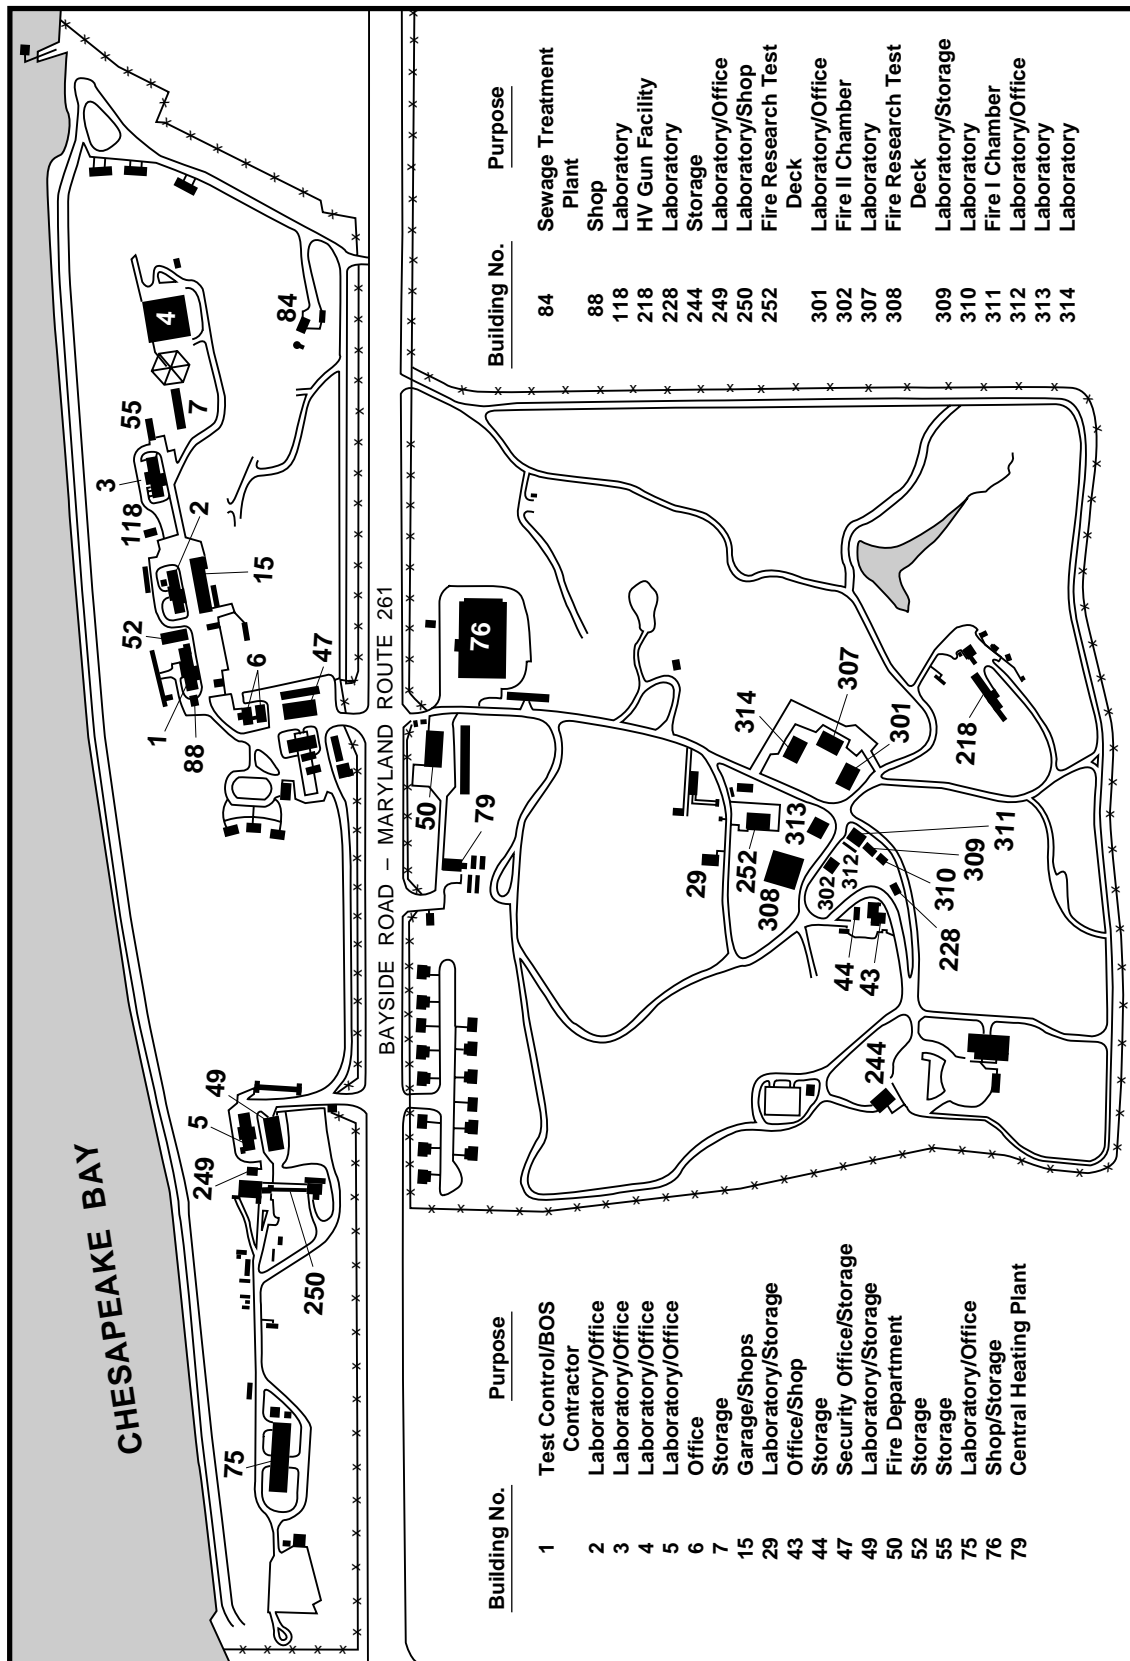 CHESAPEAKE BAY
BAYSIDE ROAD – MARYLAND ROUTE 261
75
250
249
5
49
88
1
52
6
47
15
2
118
3
55
7
4
84
50
79
76
29
252
308
313
314
307
301
302
312
311
309
310
228
44
43
244
218
Building No. Purpose
1 Test Control/BOS
Contractor
2 Laboratory/Office
3 Laboratory/Office
4 Laboratory/Office
5 Laboratory/Office
6 Office
7 Storage
15 Garage/Shops
29 Laboratory/Storage
43 Office/Shop
44 Storage
47 Security Office/Storage
49 Laboratory/Storage
50 Fire Department
52 Storage
55 Storage
75 Laboratory/Office
76 Shop/Storage
79 Central Heating Plant
Building No. Purpose
84 Sewage Treatment
Plant
88 Shop
118 Laboratory
218 HV Gun Facility
228 Laboratory
244 Storage
249 Laboratory/Office
250 Laboratory/Shop
252 Fire Research Test
Deck
301 Laboratory/Office
302 Fire II Chamber
307 Laboratory
308 Fire Research Test
Deck
309 Laboratory/Storage
310 Laboratory
311 Fire I Chamber
312 Laboratory/Office
313 Laboratory
314 Laboratory